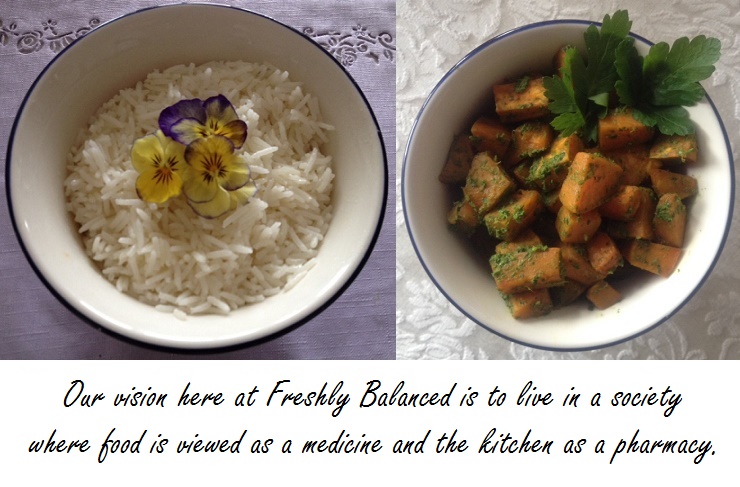 Our vision here at Freshly Balanced is to live in a society
where food is viewed as a medicine and the kitchen as a pharmacy.